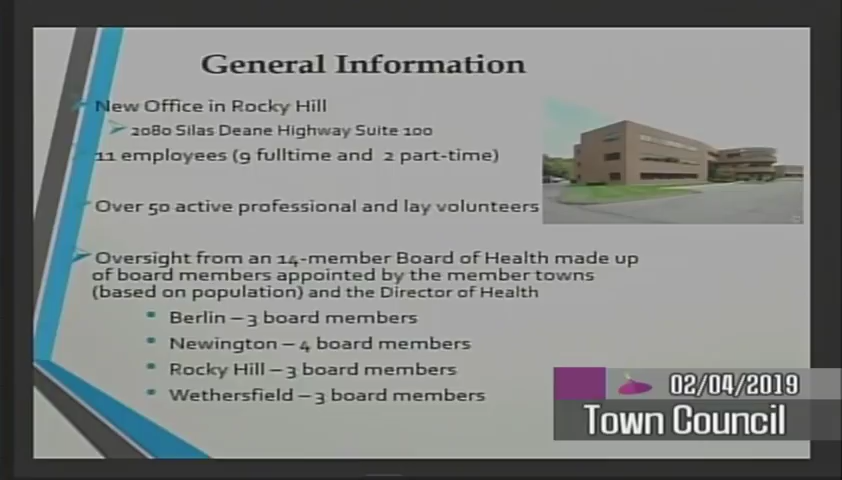 General Information
New Office in Rocky Hill
2080 Silas Deane Highway Suite 100
11 employees (9 fulltime and 2 part-time)
Over 50 active professional and lay volunteers
Oversight from an 14-member Board of Health made up
of board members appointed by the member towns
(based on population) and the Director of Health
Berlin – 3 board members
Newington – 4 board members
Rocky Hill – 3 board members
Wethersfield – 3 board members
02/04/2019
Town Council